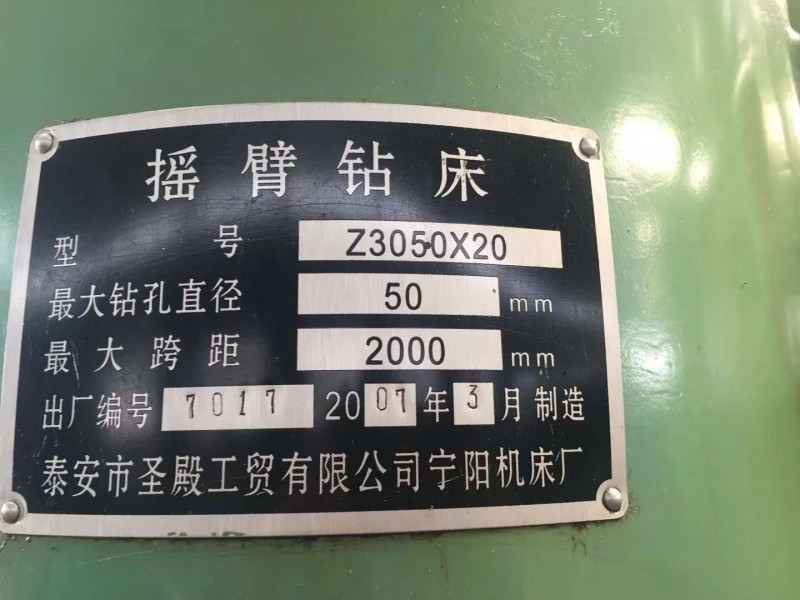 摇臂钻床
型号 Z3050X20
最大钻孔直径 50 mm
最大跨距 2000 mm
出厂编号 7017 2007年3月制造
泰安市圣殿工贸有限公司宁阳机床厂